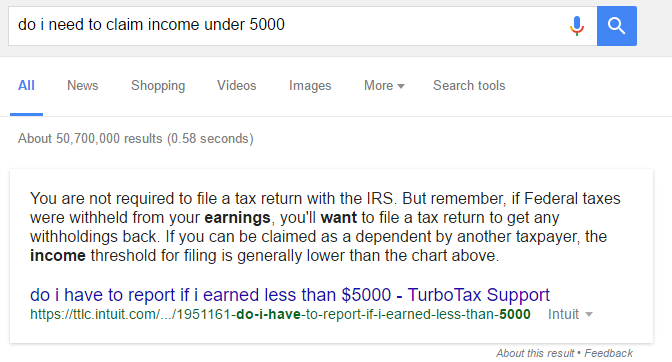 do i need to claim income under 5000
All News Shopping Videos Images More Search tools
About 50,700,000 results (0.58 seconds)
You are not required to file a tax return with the IRS. But remember, if Federal taxes
were withheld from your earnings, you'll want to file a tax return to get any
withholdings back. If you can be claimed as a dependent by another taxpayer, the
income threshold for filing is generally lower than the chart above.
do i have to report if i earned less than $5000 - TurboTax Support
https://ttlc.intuit.com/.../1951161-do-i-have-to-report-if-i-earned-less-than-5000 Intuit
About this result • Feedback